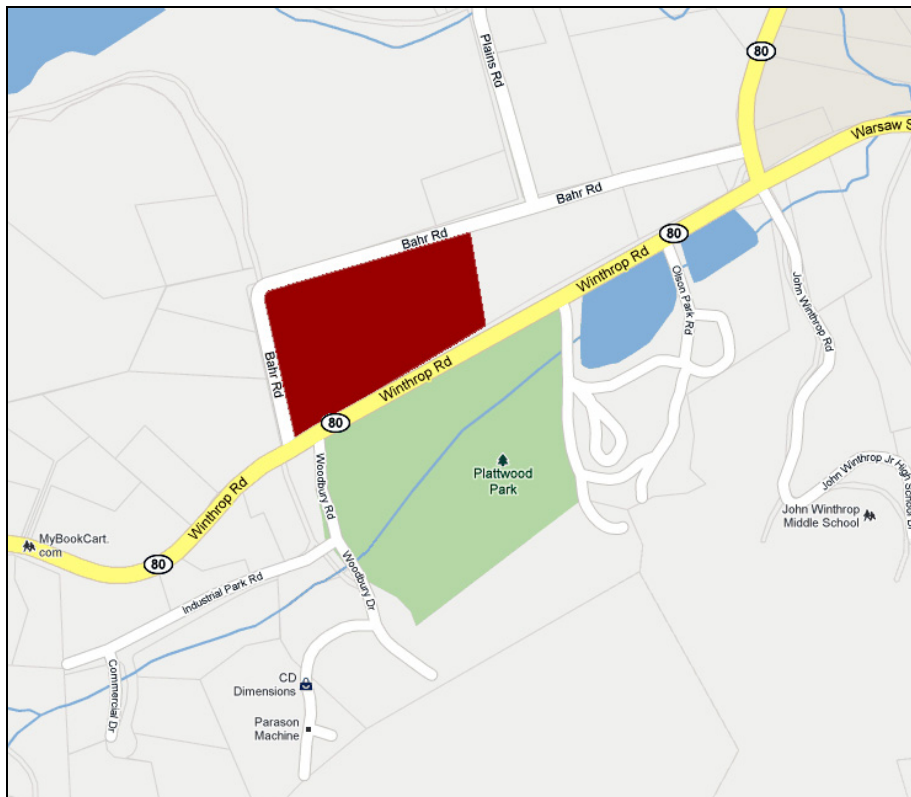 80
Plains Rd
Warsaw S
Bahr Rd
Bahr Rd
80
Winthrop Rd
Olson Park Rd
John Winthrop Rd
Bahr Rd
Winthrop Rd
80
Woodbury Rd
Plattwood
Park
John Winthrop Jr High School Dr
John Winthrop
Middle School
Winthrop Rd
MyBookCart.
com
80
Industrial Park Rd
Woodbury Dr
Commercial Dr
CD
Dimensions
Parason
Machine